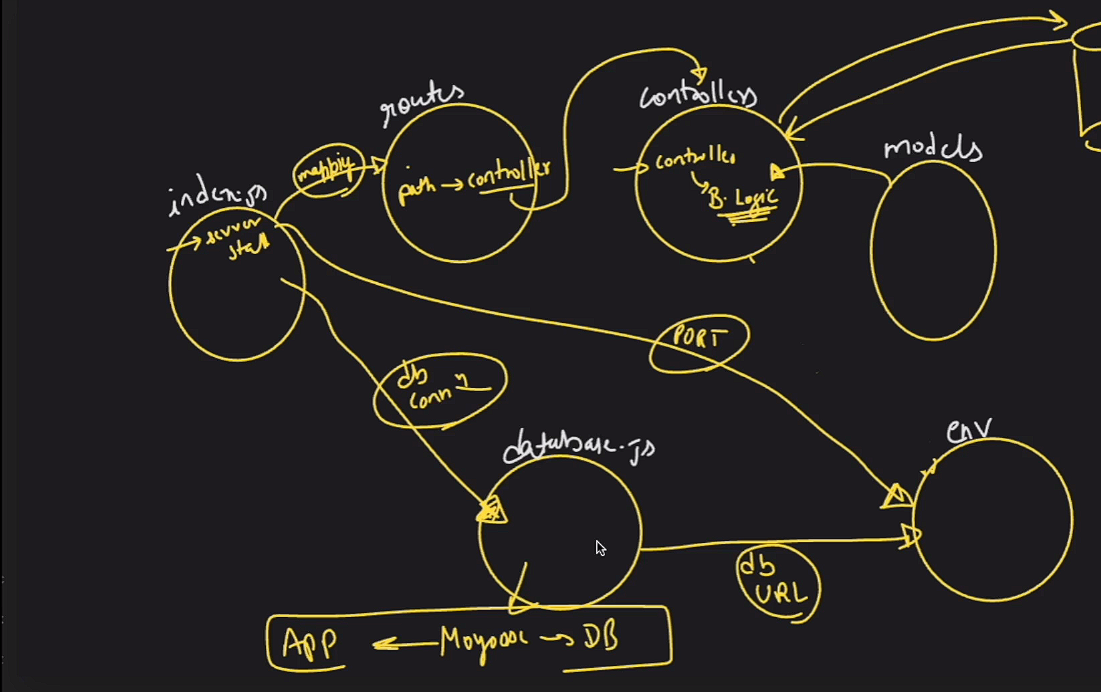 routes
controllers
models
index.js
mapping
path → controller
controller
B. Logic
→ server
start
PORT
db
connⁿ
database.js
env
db
URL
App ← Mongoose → DB